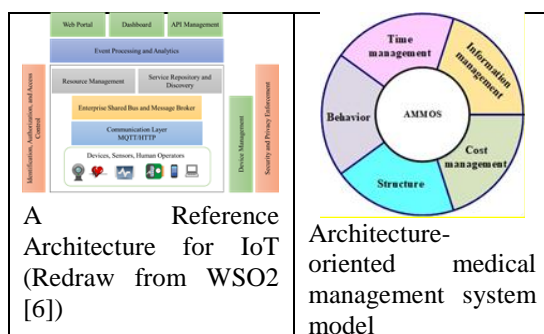 Web Portal
Dashboard
API Management
Event Processing and Analytics
Identification, Authorization, and Access
Control
Resource Management
Service Repository and
Discovery
Enterprise Shared Bus and Message Broker
Communication Layer
MQTT/HTTP
Devices, Sensors, Human Operators
Device Management
Security and Privacy Enforcement
A Reference
Architecture for IoT
(Redraw from WSO2
[6])
Time
management
Information
management
Behavior
AMMOS
Cost
management
Structure
Architecture-
oriented medical
management system
model